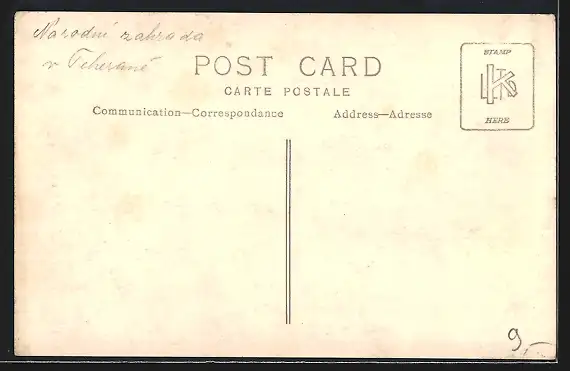 Národní zahrada
v Teheraně
POST CARD
CARTE POSTALE
Communication—Correspondance
Address—Adresse
STAMP
HERE
9.—